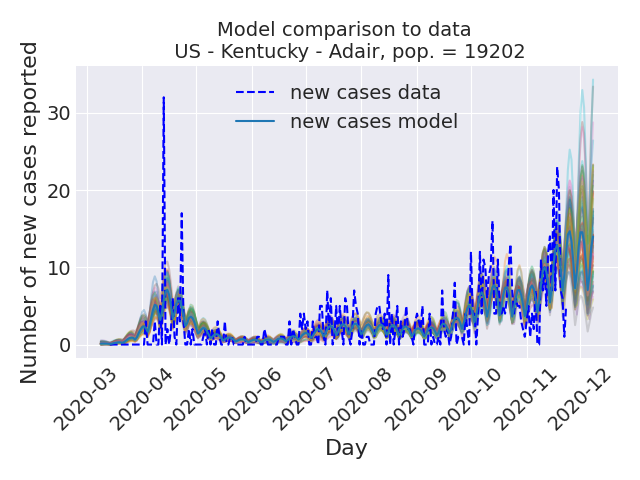 Model comparison to data
US - Kentucky - Adair, pop. = 19202
new cases data
new cases model
Number of new cases reported
30
20
10
0
2020-03
2020-04
2020-05
2020-06
2020-07
2020-08
2020-09
2020-10
2020-11
2020-12
Day